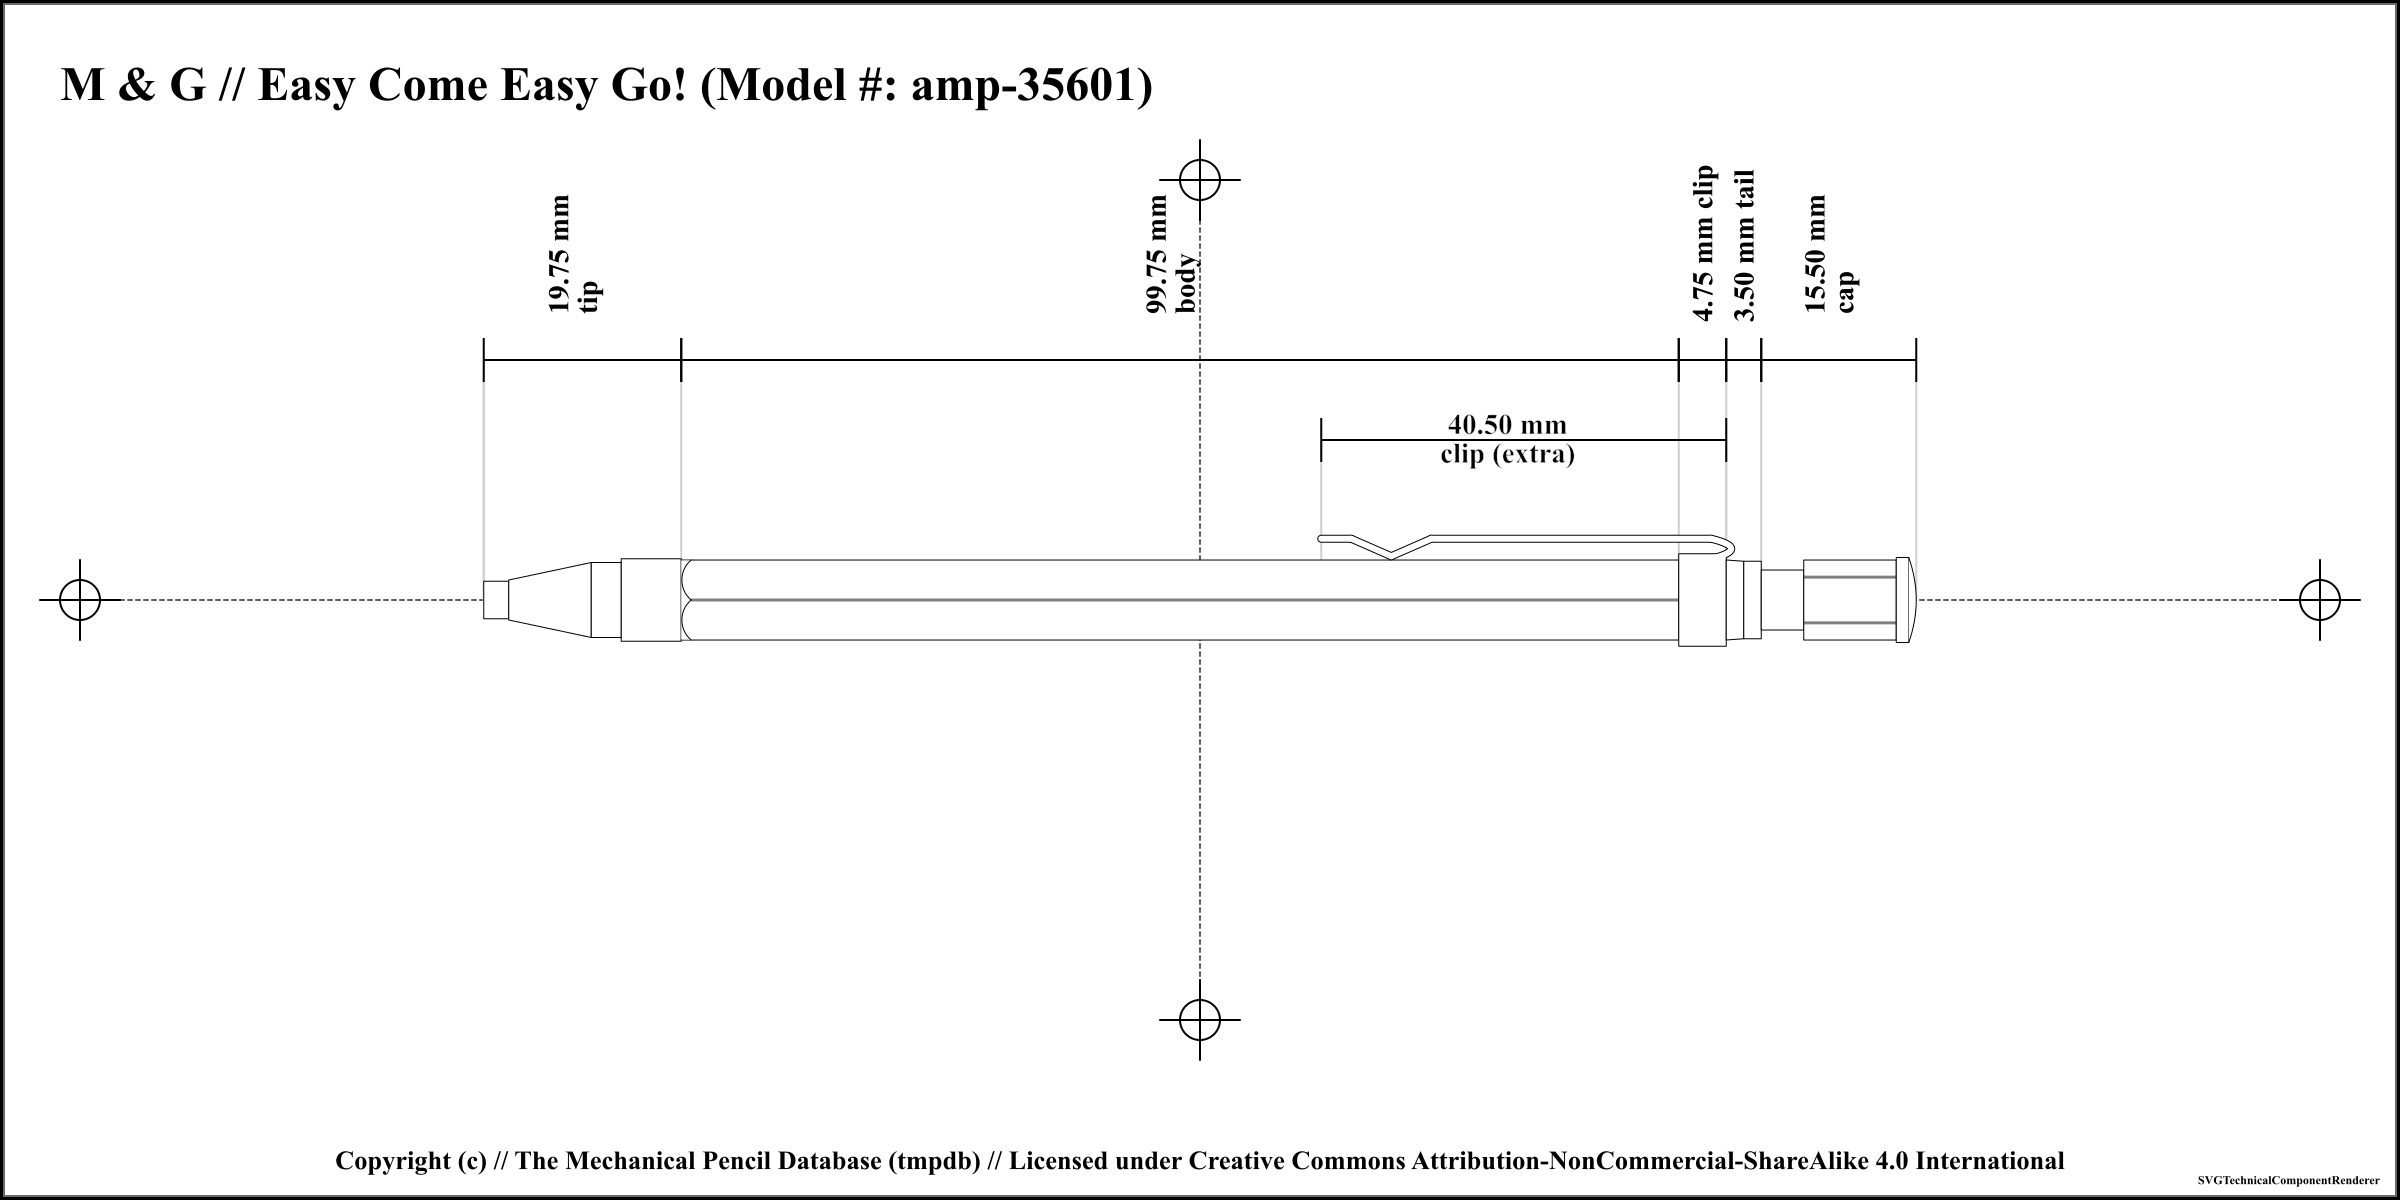 M & G // Easy Come Easy Go! (Model #: amp-35601)
19.75 mm
tip
99.75 mm
body
4.75 mm clip
3.50 mm tail
15.50 mm
cap
40.50 mm
clip (extra)
Copyright (c) // The Mechanical Pencil Database (tmpdb) // Licensed under Creative Commons Attribution-NonCommercial-ShareAlike 4.0 International
SVGTechnicalComponentRenderer